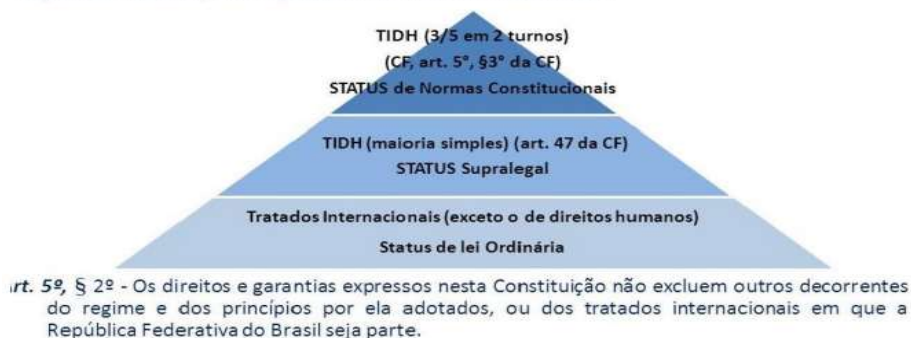 TIDH (3/5 em 2 turnos)
(CF, art. 5°, §3° da CF)
STATUS de Normas Constitucionais
TIDH (maioria simples) (art. 47 da CF)
STATUS Supralegal
Tratados Internacionais (exceto o de direitos humanos)
Status de lei Ordinária
rt. 5º, § 2º - Os direitos e garantias expressos nesta Constituição não excluem outros decorrentes
do regime e dos princípios por ela adotados, ou dos tratados internacionais em que a
República Federativa do Brasil seja parte.